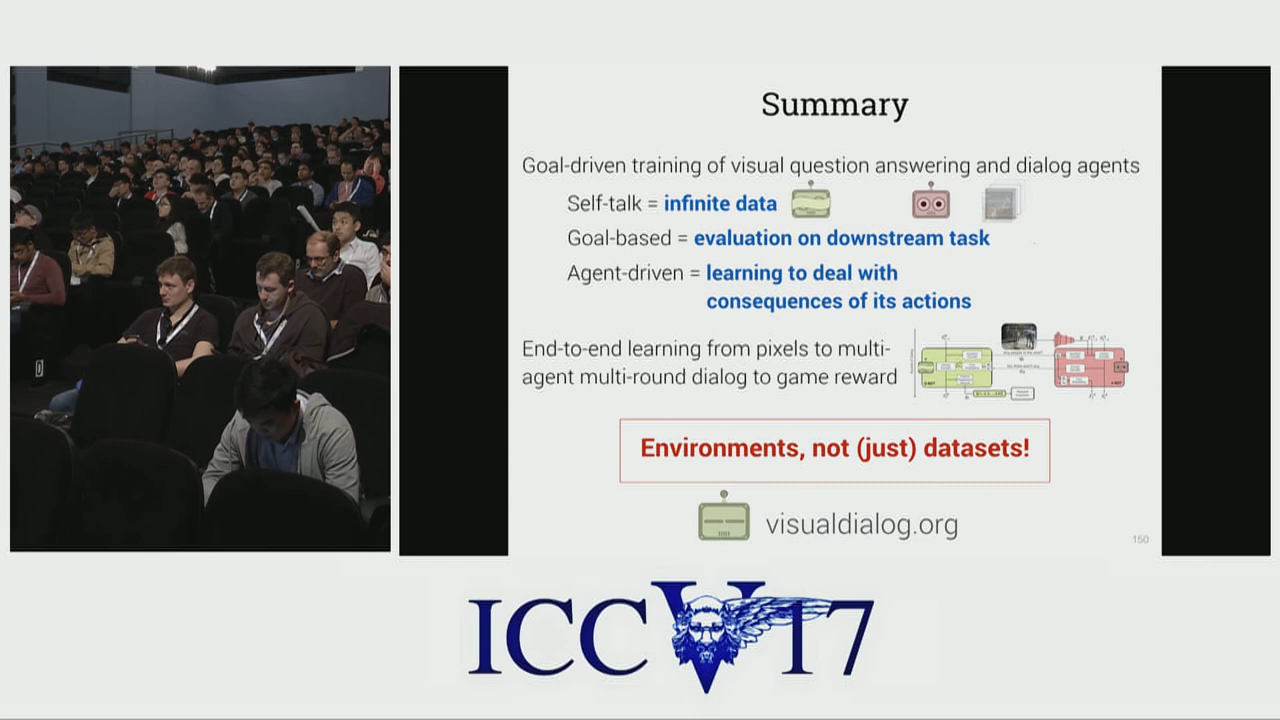 Summary
Goal-driven training of visual question answering and dialog agents
Self-talk = infinite data
Goal-based = evaluation on downstream task
Agent-driven = learning to deal with
consequences of its actions
End-to-end learning from pixels to multi-
agent multi-round dialog to game reward
Environments, not (just) datasets!
visualdialog.org
150
ICCV17